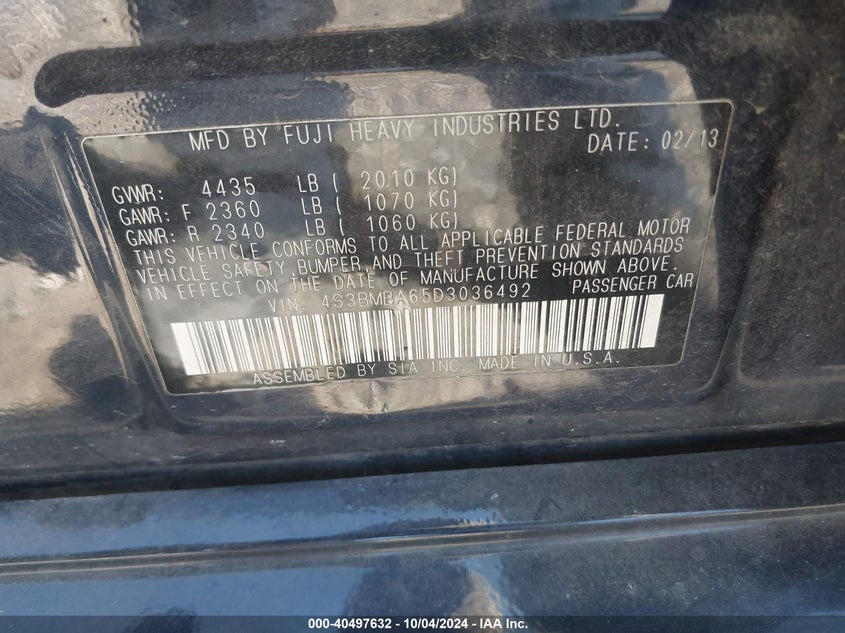 MFD BY FUJI HEAVY INDUSTRIES LTD.
DATE: 02/13
GVWR: 4435 LB ( 2010 KG)
GAWR: F 2360 LB ( 1070 KG)
GAWR: R 2340 LB ( 1060 KG)
THIS VEHICLE CONFORMS TO ALL APPLICABLE FEDERAL MOTOR
VEHICLE SAFETY,BUMPER,AND THEFT PREVENTION STANDARDS
IN EFFECT ON THE DATE OF MANUFACTURE SHOWN ABOVE.
VIN: 4S3BMBA65D3036492 PASSENGER CAR
ASSEMBLED BY SIA INC. MADE IN U.S.A.
000-40497632 - 10/04/2024 - IAA Inc.